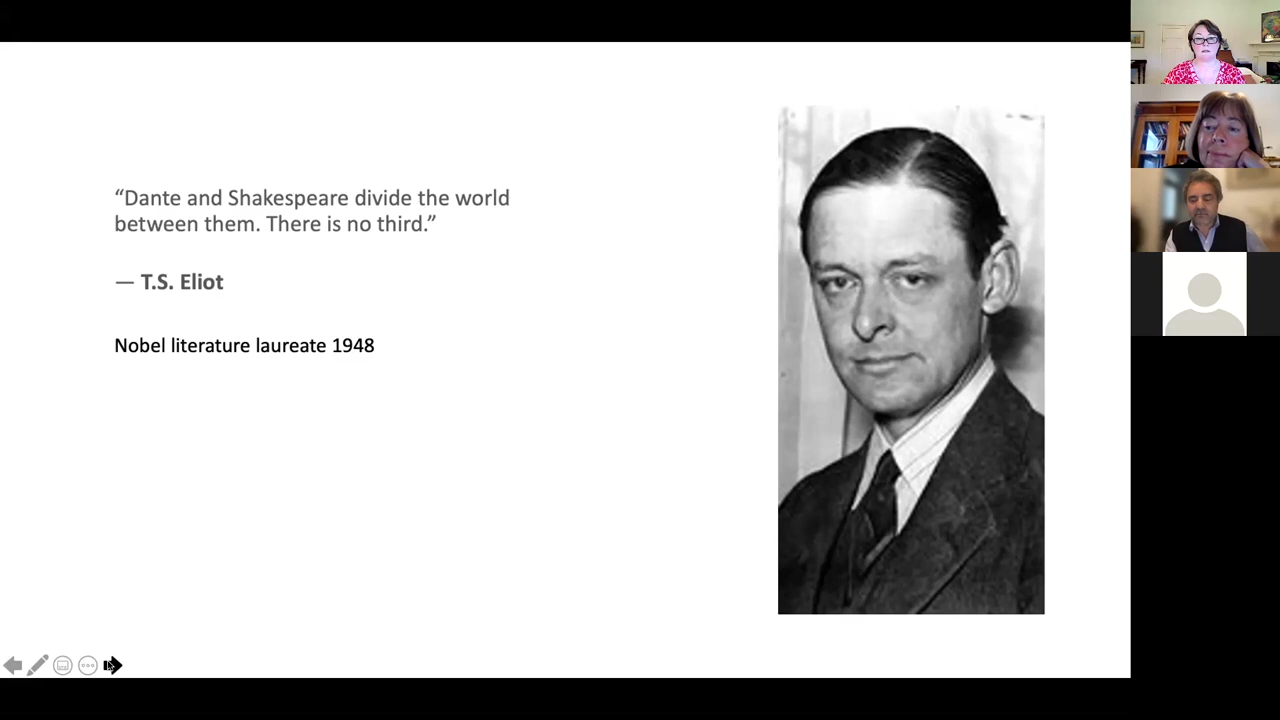 “Dante and Shakespeare divide the world
between them. There is no third.”
— T.S. Eliot
Nobel literature laureate 1948